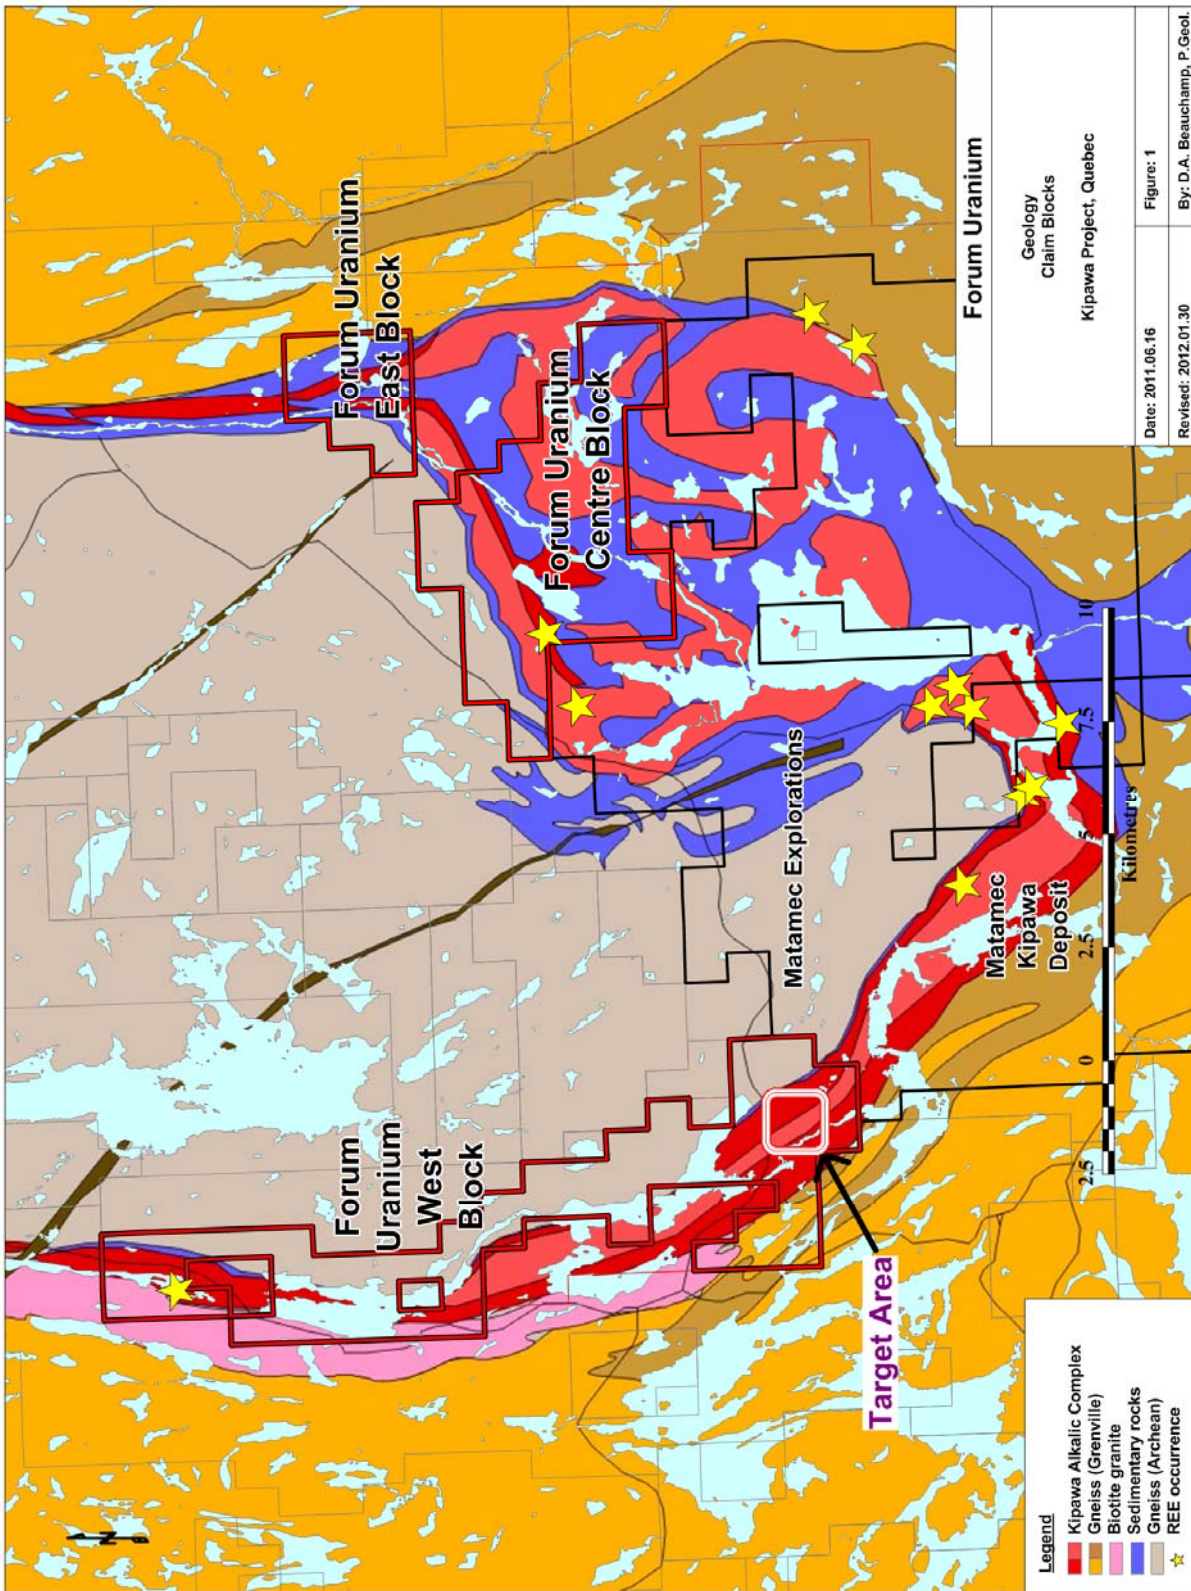 Forum Uranium
East Block
Forum Uranium
Centre Block
Forum
Uranium
West
Block
Matamec Explorations
Matamec
Kipawa
Deposit
Target Area
N
2.5
0
2.5
5
7.5
10
Kilometres
Legend
Kipawa Alkalic Complex
Gneiss (Grenville)
Biotite granite
Sedimentary rocks
Gneiss (Archean)
REE occurrence
Forum Uranium
Geology
Claim Blocks
Kipawa Project, Quebec
Date: 2011.06.16
Figure: 1
Revised: 2012.01.30
By: D.A. Beauchamp, P.Geol.